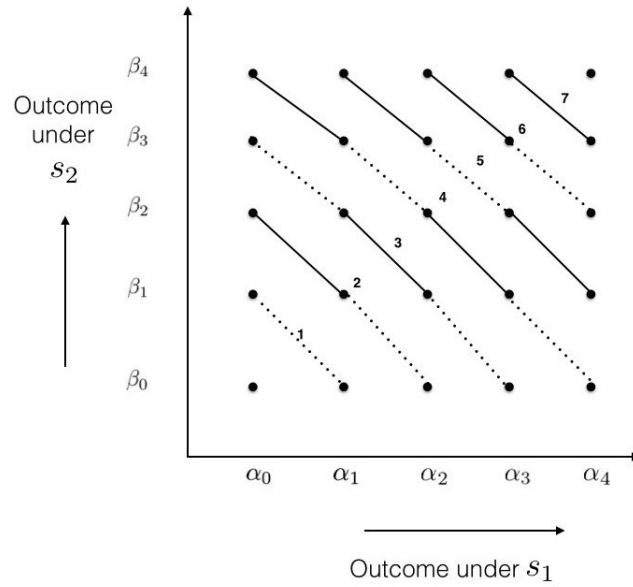 β₄
Outcome
under
s₂
β₃
β₂
β₁
β₀
7
6
5
4
3
2
1
α₀ α₁ α₂ α₃ α₄
Outcome under s₁